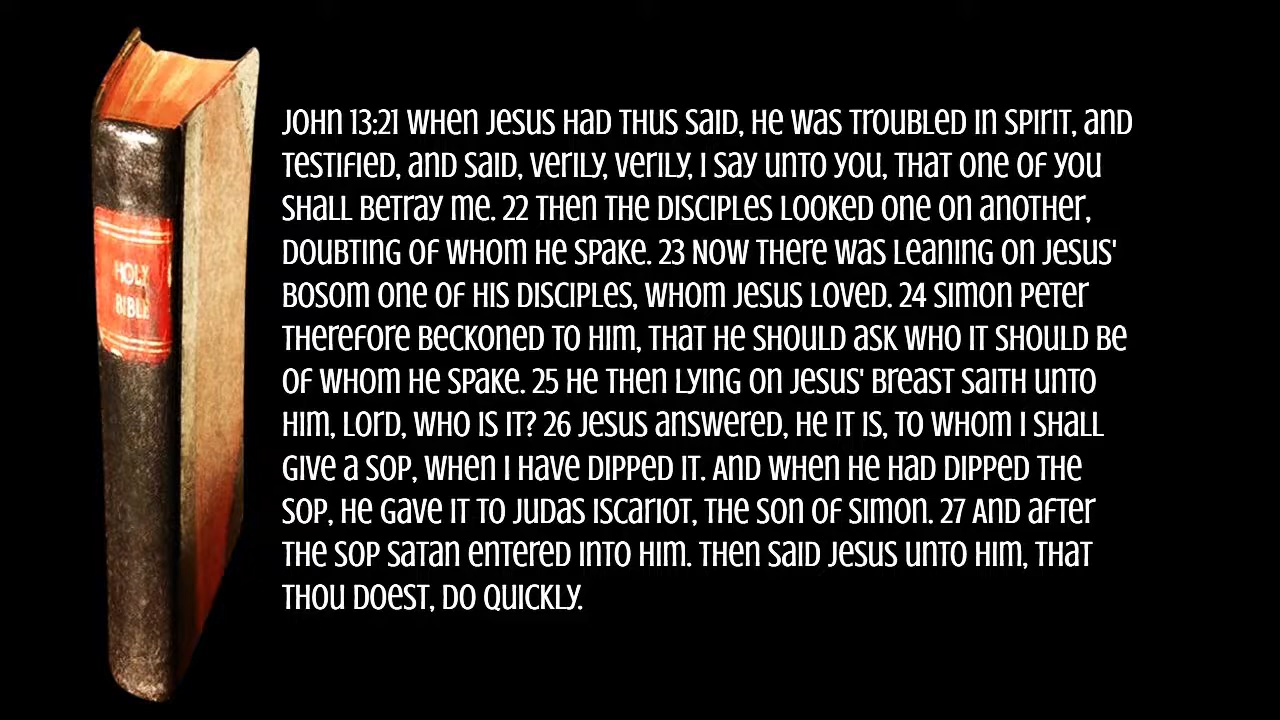 HOLY
BIBLE
John 13:21 When Jesus had thus said, he was troubled in spirit, and
testified, and said, Verily, verily, I say unto you, that one of you
shall betray me. 22 Then the disciples looked one on another,
doubting of whom he spake. 23 Now there was leaning on Jesus'
bosom one of his disciples, whom Jesus loved. 24 Simon Peter
therefore beckoned to him, that he should ask who it should be
of whom he spake. 25 He then lying on Jesus' breast saith unto
him, Lord, who is it? 26 Jesus answered, He it is, to whom I shall
give a sop, when I have dipped it. And when he had dipped the
sop, he gave it to Judas Iscariot, the son of Simon. 27 And after
the sop Satan entered into him. Then said Jesus unto him, That
thou doest, do quickly.